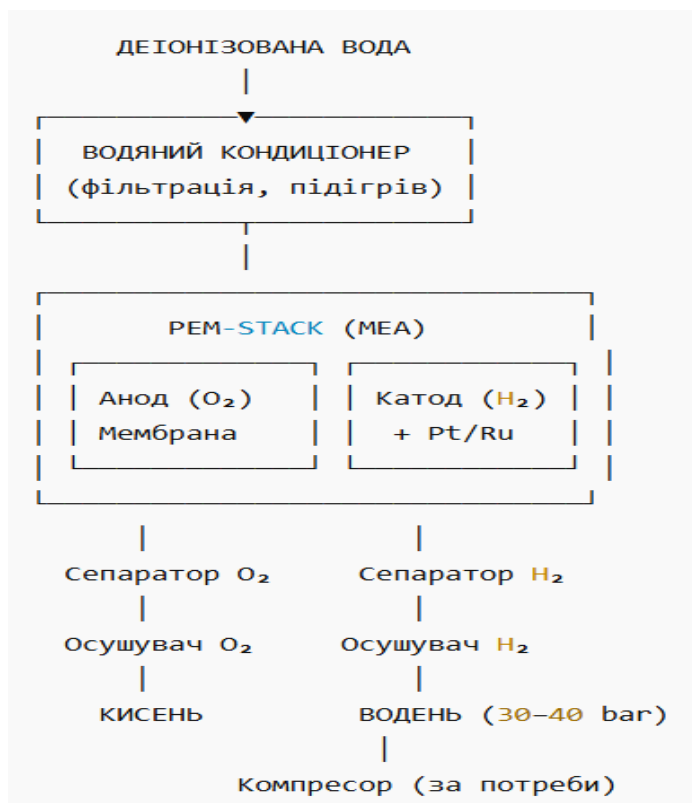 ДЕІОНІЗОВАНА ВОДА
ВОДЯНИЙ КОНДИЦІОНЕР
(фільтрація, підігрів)
PEM-STACK (MEA)
Анод (O₂) Катод (H₂)
Мембрана + Pt/Ru
Сепаратор O₂ Сепаратор H₂
Осушувач O₂ Осушувач H₂
КИСЕНЬ ВОДЕНЬ (30–40 bar)
Компресор (за потреби)